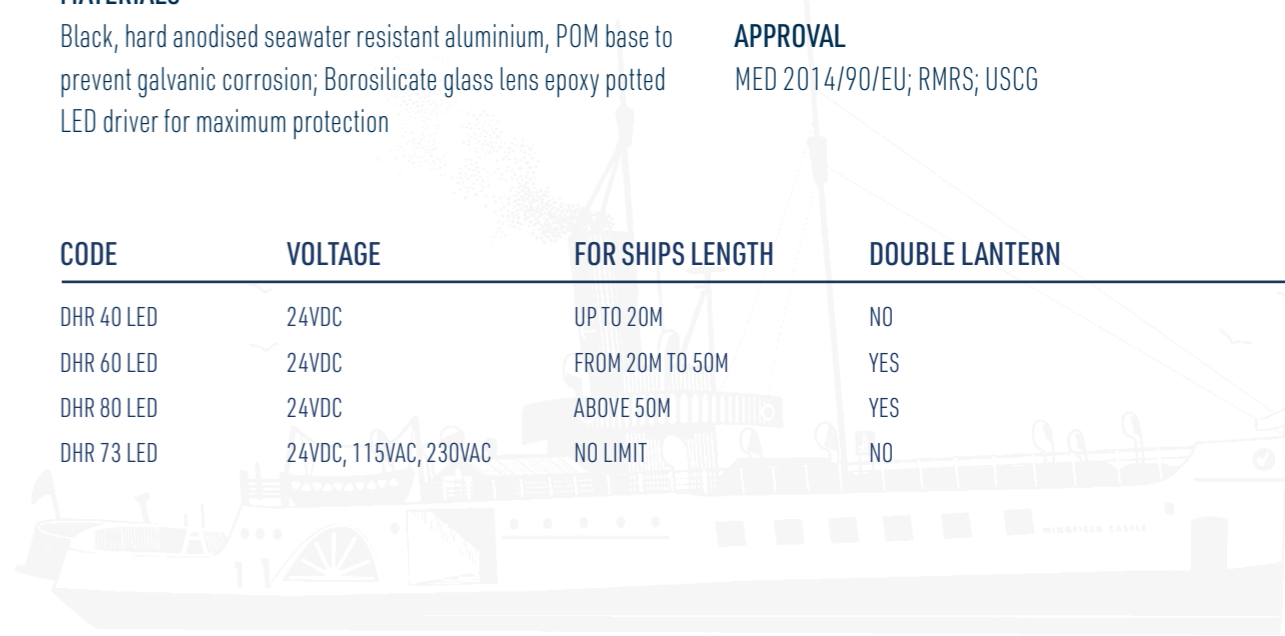 MATERIALS
Black, hard anodised seawater resistant aluminium, POM base to
prevent galvanic corrosion; Borosilicate glass lens epoxy potted
LED driver for maximum protection
APPROVAL
MED 2014/90/EU; RMRS; USCG
CODE VOLTAGE FOR SHIPS LENGTH DOUBLE LANTERN
DHR 40 LED 24VDC UP TO 20M NO
DHR 60 LED 24VDC FROM 20M TO 50M YES
DHR 80 LED 24VDC ABOVE 50M YES
DHR 73 LED 24VDC, 115VAC, 230VAC NO LIMIT NO
WINGFIELD CASTLE